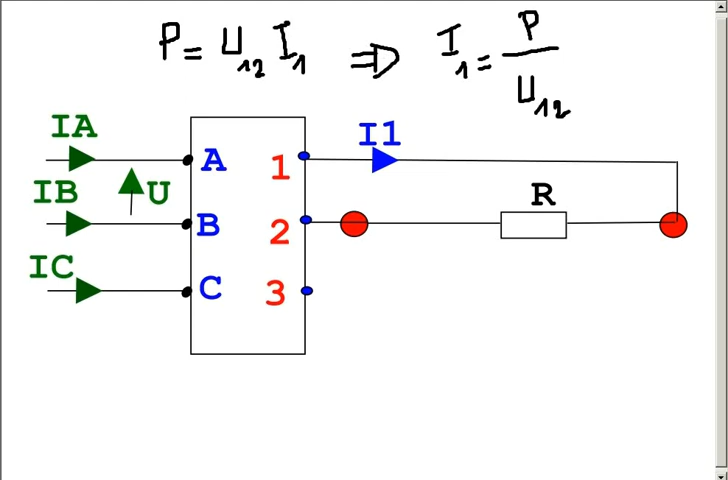 P = U₁₂ I₁ ⇒ I₁ = P / U₁₂
IA
I1
A
1
IB
U
R
B
2
IC
C
3